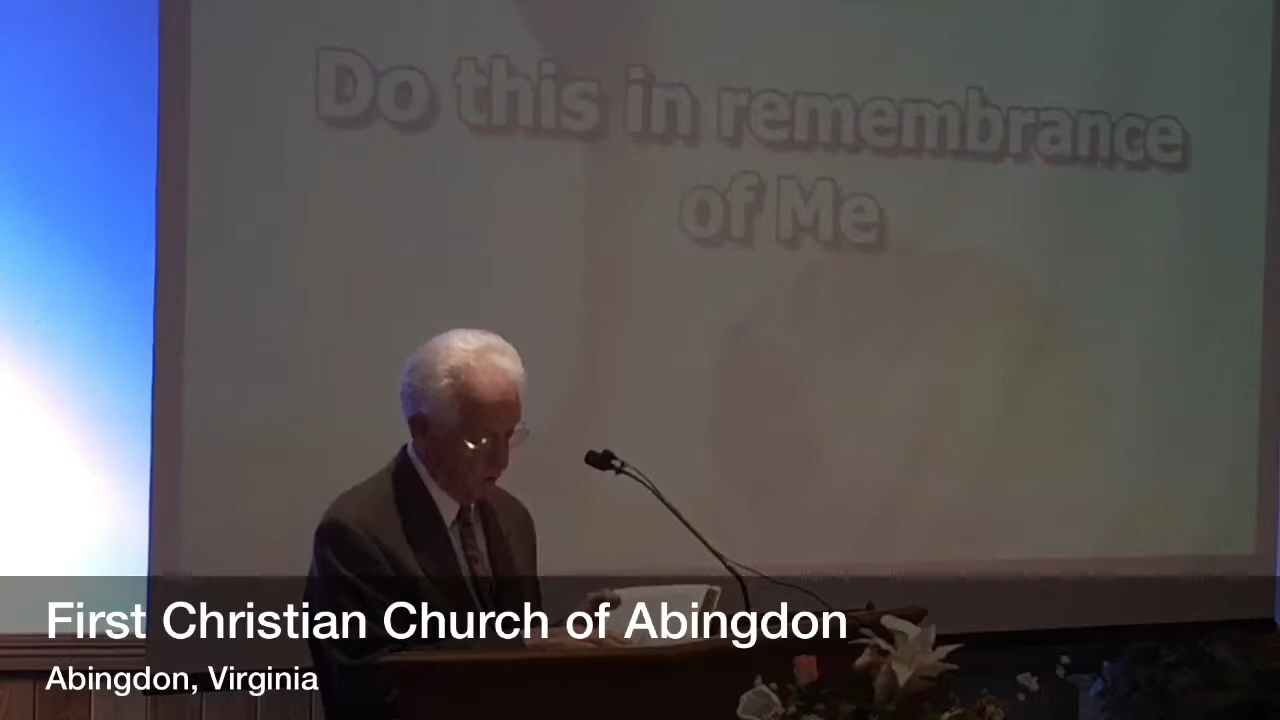 Do this in remembrance
of Me
First Christian Church of Abingdon
Abingdon, Virginia